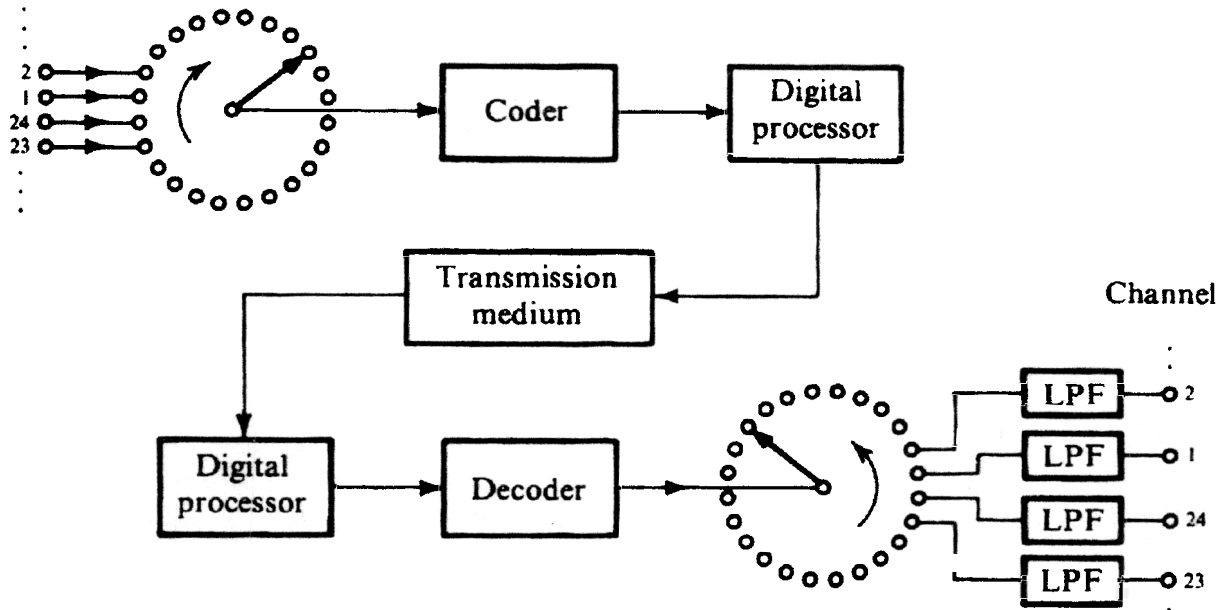 2
1
24
23
Coder
Digital
processor
Transmission
medium
Channel
Digital
processor
Decoder
LPF
2
LPF
1
LPF
24
LPF
23